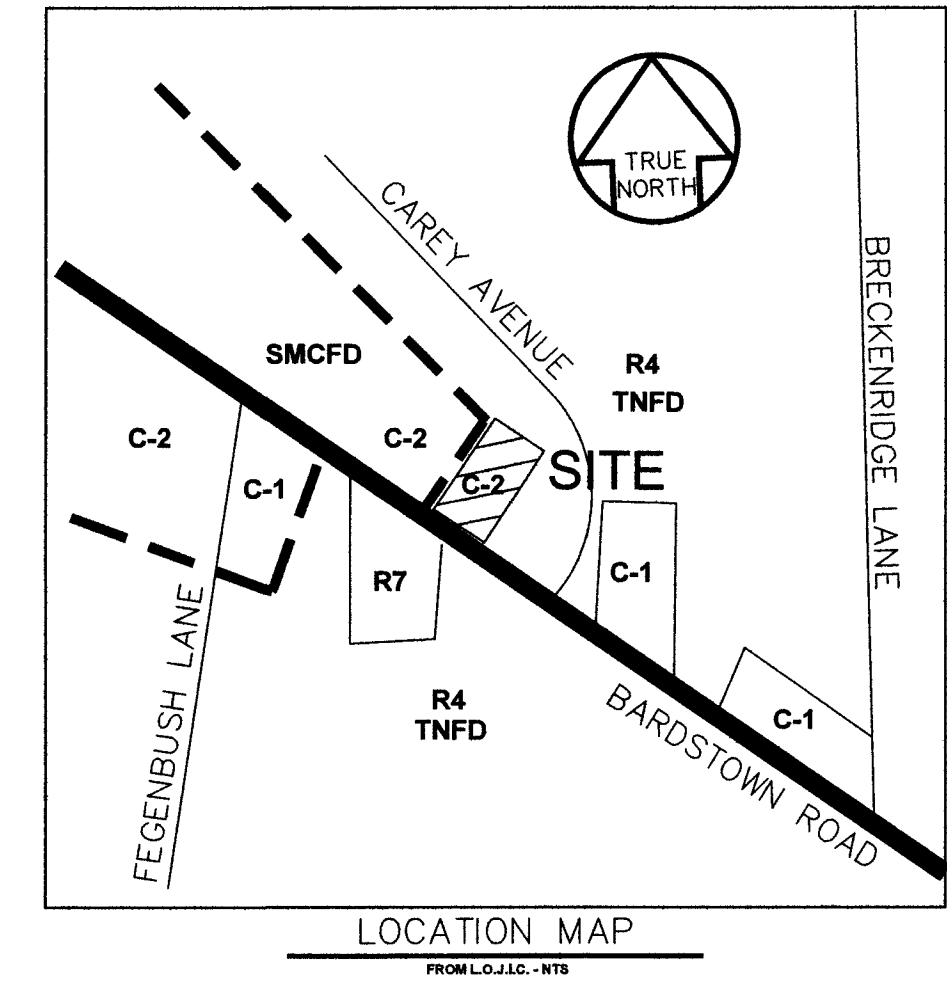 TRUE
NORTH
CAREY AVENUE
BRECKENRIDGE LANE
SMCFD
R4
TNFD
C-2
C-2
C-2
SITE
C-1
C-1
R7
FEGENBUSH LANE
R4
TNFD
C-1
BARDSTOWN ROAD
LOCATION MAP
FROM L.O.J.I.C. - NTS